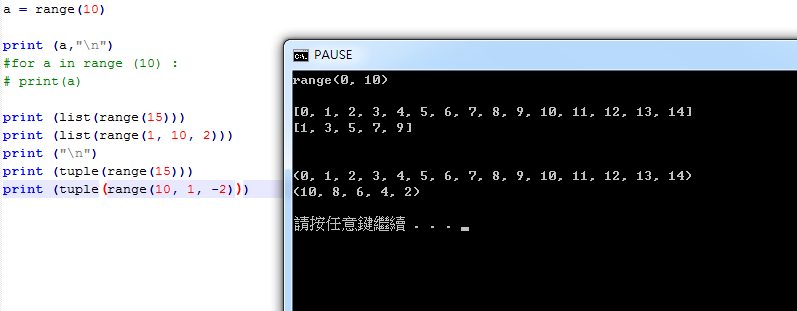 a = range(10)
print (a,"\n")
#for a in range (10) :
# print(a)
print (list(range(15)))
print (list(range(1, 10, 2)))
print ("\n")
print (tuple(range(15)))
print (tuple(range(10, 1, -2)))
C:\.
PAUSE
range(0, 10)
[0, 1, 2, 3, 4, 5, 6, 7, 8, 9, 10, 11, 12, 13, 14]
[1, 3, 5, 7, 9]
(0, 1, 2, 3, 4, 5, 6, 7, 8, 9, 10, 11, 12, 13, 14)
(10, 8, 6, 4, 2)
請按任意鍵繼續 . . . _